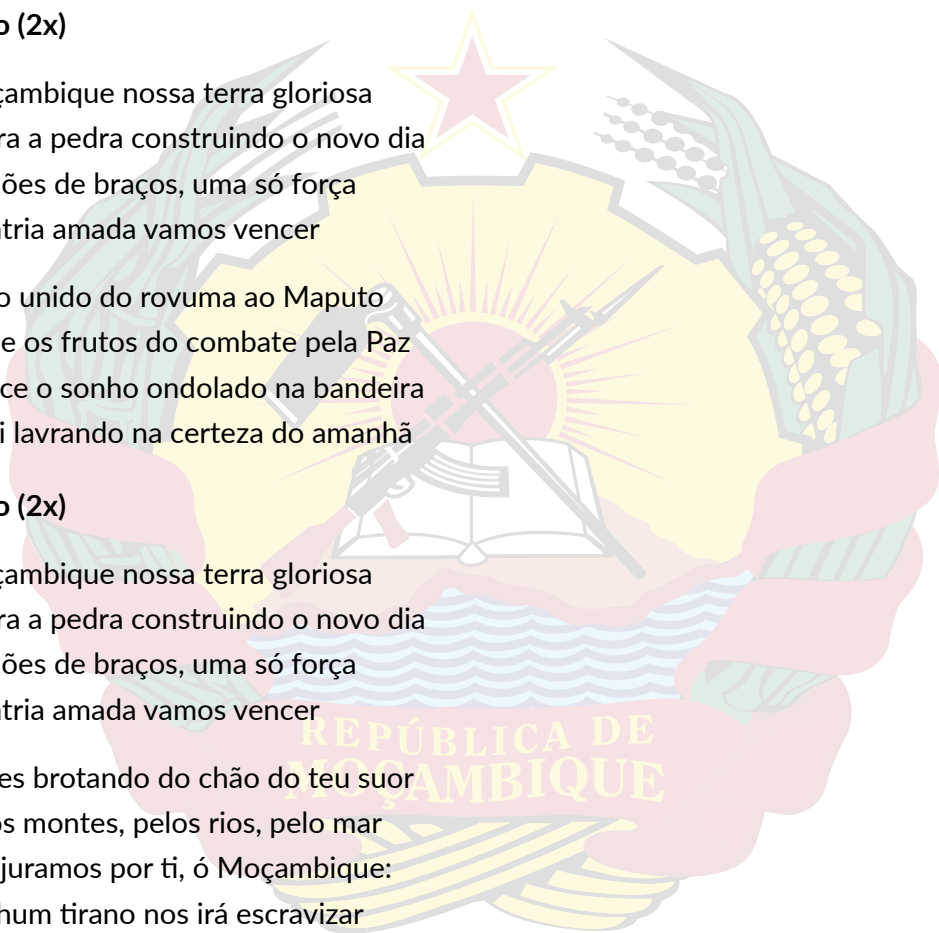 o (2x)
çambique nossa terra gloriosa
ra a pedra construindo o novo dia
ões de braços, uma só força
tria amada vamos vencer
o unido do rovuma ao Maputo
e os frutos do combate pela Paz
ce o sonho ondolado na bandeira
i lavrando na certeza do amanhã
o (2x)
çambique nossa terra gloriosa
ra a pedra construindo o novo dia
ões de braços, uma só força
tria amada vamos vencer
es brotando do chão do teu suor
os montes, pelos rios, pelo mar
juramos por ti, ó Moçambique:
hum tirano nos irá escravizar
REPÚBLICA DE
MOÇAMBIQUE